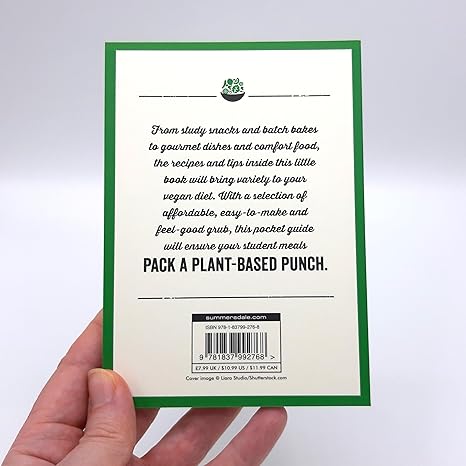 From study snacks and batch bakes
to gourmet dishes and comfort food,
the recipes and tips inside this little
book will bring variety to your
vegan diet. With a selection of
affordable, easy-to-make and
feel-good grub, this pocket guide
will ensure your student meals
PACK A PLANT-BASED PUNCH.
summersdale.com
ISBN 978-1-83799-276-8
9 781837 992768 >
£7.99 UK / $10.99 US / $11.99 CAN
Cover image © Liara Studio/Shutterstock.com